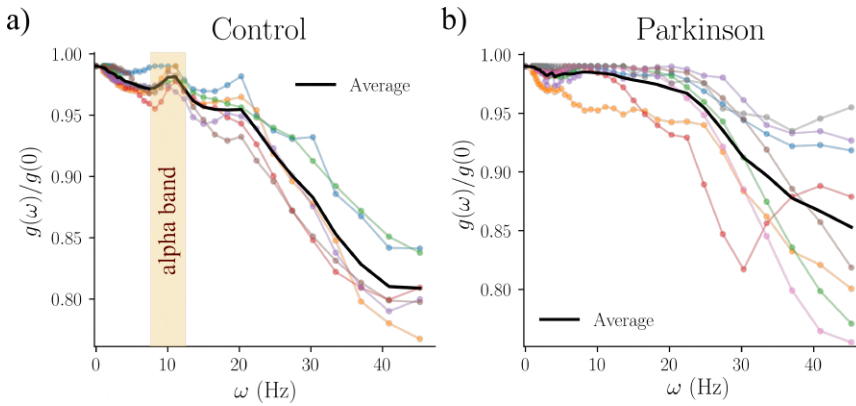 a)
Control
1.00
0.95
0.90
0.85
0.80
g(ω)/g(0)
Average
alpha band
0
10
20
30
40
ω (Hz)
b)
Parkinson
1.00
0.95
0.90
0.85
0.80
g(ω)/g(0)
Average
0
10
20
30
40
ω (Hz)